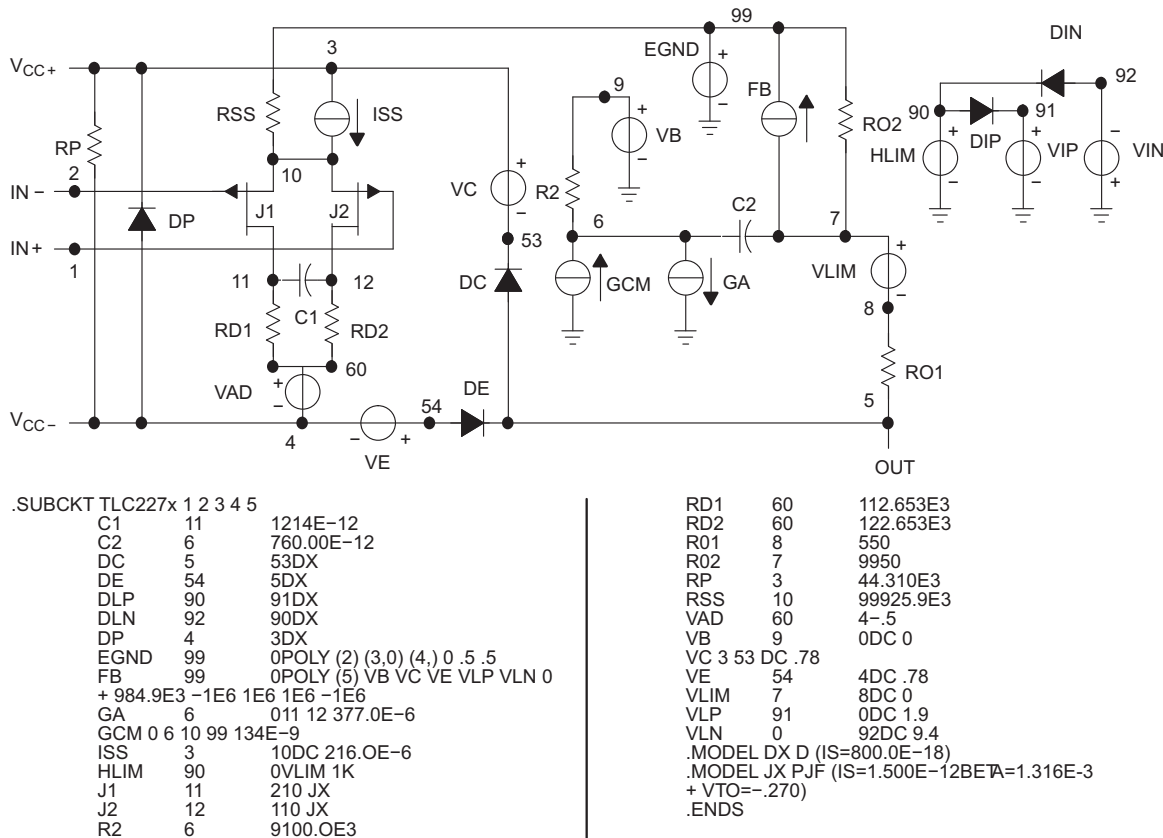 99
DIN
3
EGND
+
VCC+
92
9
FB
RSS
ISS
90
91
VB
RO2
DIP
HLIM
VIP
VIN
RP
2
10
VC
R2
IN −
J1
J2
C2
DP
6
7
IN+
53
1
DC
GCM
GA
VLIM
11
12
8
C1
RD1
RD2
60
RO1
VAD
DE
5
54
VCC−
4
VE
OUT
.SUBCKT TLC227x 1 2 3 4 5
C1 11 1214E−12
C2 6 760.00E−12
DC 5 53DX
DE 54 5DX
DLP 90 91DX
DLN 92 90DX
DP 4 3DX
EGND 99 0POLY (2) (3,0) (4,) 0 .5 .5
FB 99 0POLY (5) VB VC VE VLP VLN 0
+ 984.9E3 −1E6 1E6 1E6 −1E6
GA 6 011 12 377.0E−6
GCM 0 6 10 99 134E−9
ISS 3 10DC 216.OE−6
HLIM 90 0VLIM 1K
J1 11 210 JX
J2 12 110 JX
R2 6 9100.OE3
RD1 60 112.653E3
RD2 60 122.653E3
R01 8 550
R02 7 9950
RP 3 44.310E3
RSS 10 99925.9E3
VAD 60 4−.5
VB 9 0DC 0
VC 3 53 DC .78
VE 54 4DC .78
VLIM 7 8DC 0
VLP 91 0DC 1.9
VLN 0 92DC 9.4
.MODEL DX D (IS=800.0E−18)
.MODEL JX PJF (IS=1.500E−12BETA=1.316E-3
+ VTO=−.270)
.ENDS